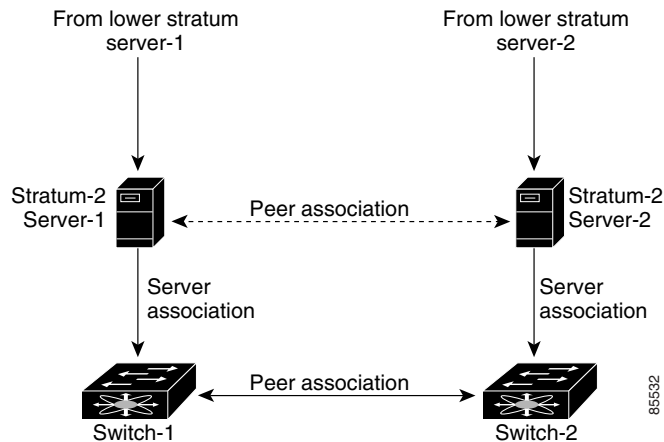 From lower stratum
server-1
From lower stratum
server-2
Stratum-2
Server-1
Peer association
Stratum-2
Server-2
Server
association
Server
association
Peer association
Switch-1
Switch-2
85532